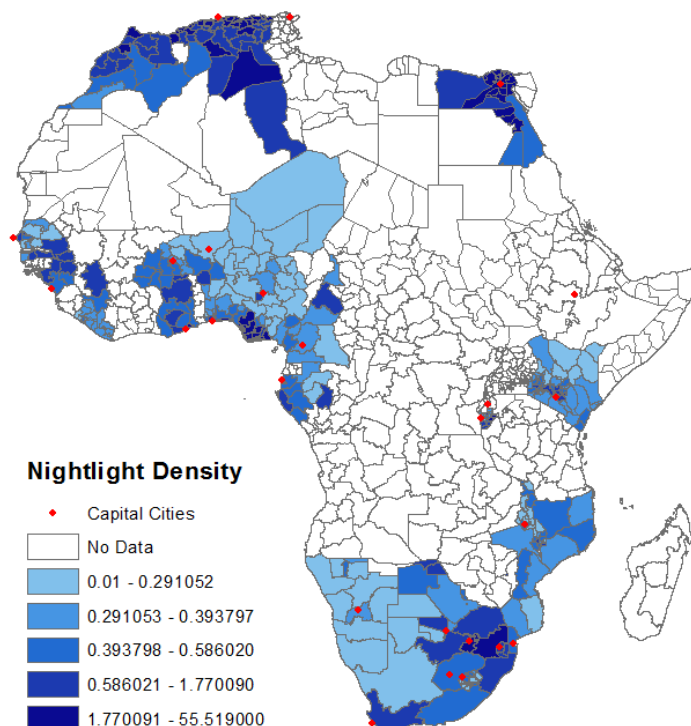 Nightlight Density
Capital Cities
No Data
0.01 - 0.291052
0.291053 - 0.393797
0.393798 - 0.586020
0.586021 - 1.770090
1.770091 - 55.519000